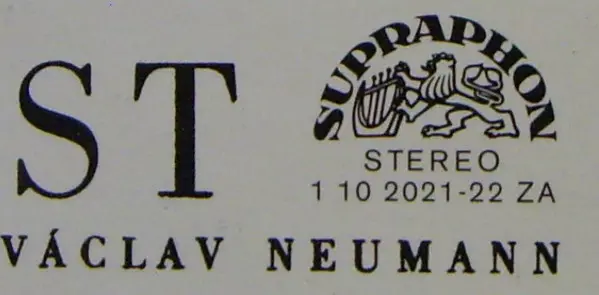 SUPRAPHON
ST
STEREO
1 10 2021-22 ZA
VÁCLAV NEUMANN